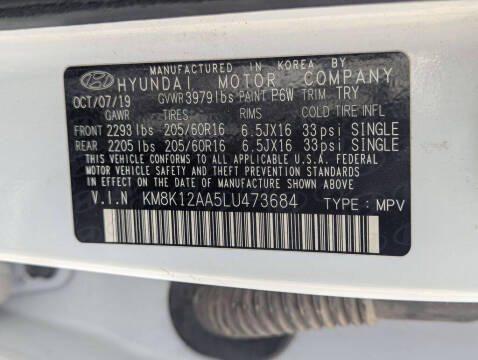 MANUFACTURED IN KOREA BY
HYUNDAI MOTOR COMPANY
OCT/07/19 GVWR 3979lbs PAINT P6W TRIM TRY
GAWR TIRES RIMS COLD TIRE INFL
FRONT 2293lbs 205/60R16 6.5JX16 33psi SINGLE
REAR 2205lbs 205/60R16 6.5JX16 33psi SINGLE
THIS VEHICLE CONFORMS TO ALL APPLICABLE U.S.A. FEDERAL
MOTOR VEHICLE SAFETY AND THEFT PREVENTION STANDARDS
IN EFFECT ON THE DATE OF MANUFACTURE SHOWN ABOVE.
V.I.N KM8K12AA5LU473684 TYPE: MPV